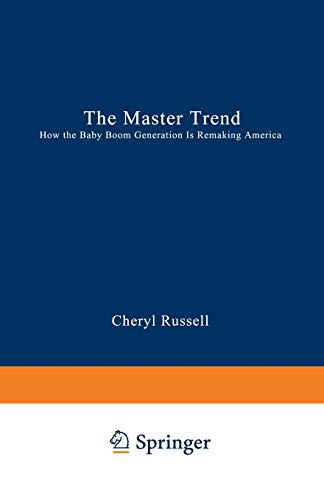 The Master Trend
How the Baby Boom Generation Is Remaking America
Cheryl Russell
Springer